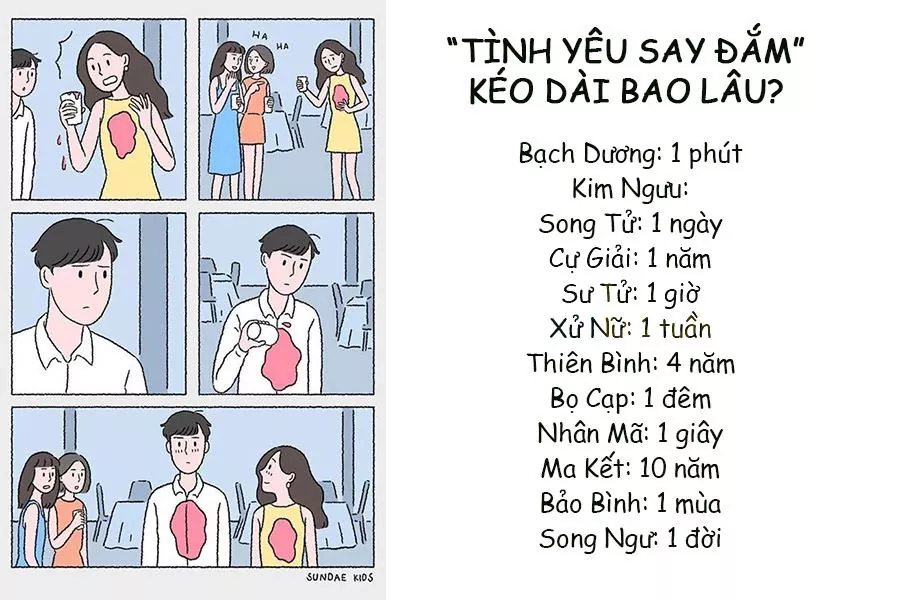 HA
HA
SUNDAE KIDS
"TÌNH YÊU SAY ĐẮM"
KÉO DÀI BAO LÂU?
Bạch Dương: 1 phút
Kim Ngưu:
Song Tử: 1 ngày
Cự Giải: 1 năm
Sư Tử: 1 giờ
Xử Nữ: 1 tuần
Thiên Bình: 4 năm
Bọ Cạp: 1 đêm
Nhân Mã: 1 giây
Ma Kết: 10 năm
Bảo Bình: 1 mùa
Song Ngư: 1 đời